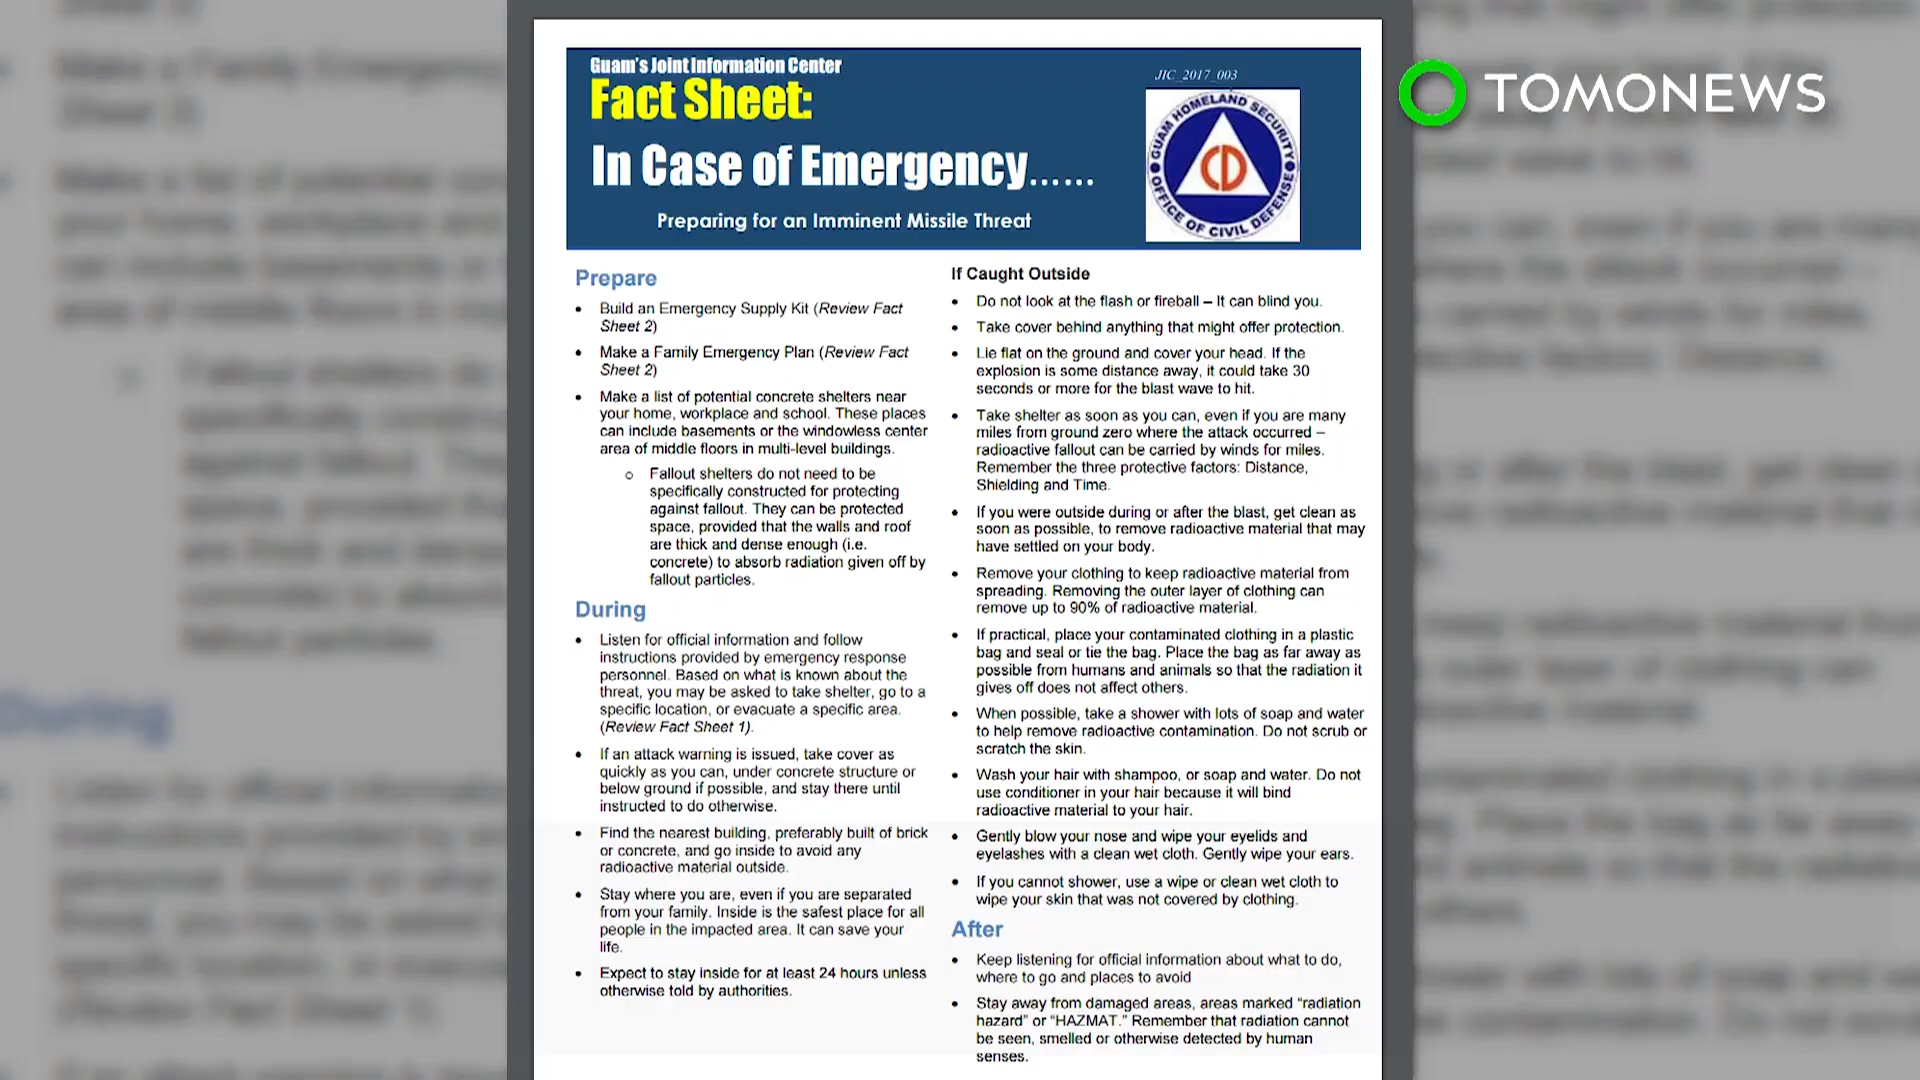 Guam's Joint Information Center
Fact Sheet:
In Case of Emergency......
Preparing for an Imminent Missile Threat
JIC_2017_003
GUAM HOMELAND SECURITY
CD
OFFICE OF CIVIL DEFENSE
TOMONEWS
Prepare
• Build an Emergency Supply Kit (Review Fact
Sheet 2)
• Make a Family Emergency Plan (Review Fact
Sheet 2)
• Make a list of potential concrete shelters near
your home, workplace and school. These places
can include basements or the windowless center
area of middle floors in multi-level buildings.
o Fallout shelters do not need to be
specifically constructed for protecting
against fallout. They can be protected
space, provided that the walls and roof
are thick and dense enough (i.e.
concrete) to absorb radiation given off by
fallout particles.
During
• Listen for official information and follow
instructions provided by emergency response
personnel. Based on what is known about the
threat, you may be asked to take shelter, go to a
specific location, or evacuate a specific area.
(Review Fact Sheet 1).
• If an attack warning is issued, take cover as
quickly as you can, under concrete structure or
below ground if possible, and stay there until
instructed to do otherwise.
• Find the nearest building, preferably built of brick
or concrete, and go inside to avoid any
radioactive material outside.
• Stay where you are, even if you are separated
from your family. Inside is the safest place for all
people in the impacted area. It can save your
life.
• Expect to stay inside for at least 24 hours unless
otherwise told by authorities.
If Caught Outside
• Do not look at the flash or fireball – It can blind you.
• Take cover behind anything that might offer protection.
• Lie flat on the ground and cover your head. If the
explosion is some distance away, it could take 30
seconds or more for the blast wave to hit.
• Take shelter as soon as you can, even if you are many
miles from ground zero where the attack occurred –
radioactive fallout can be carried by winds for miles.
Remember the three protective factors: Distance,
Shielding and Time.
• If you were outside during or after the blast, get clean as
soon as possible, to remove radioactive material that may
have settled on your body.
• Remove your clothing to keep radioactive material from
spreading. Removing the outer layer of clothing can
remove up to 90% of radioactive material.
• If practical, place your contaminated clothing in a plastic
bag and seal or tie the bag. Place the bag as far away as
possible from humans and animals so that the radiation it
gives off does not affect others.
• When possible, take a shower with lots of soap and water
to help remove radioactive contamination. Do not scrub or
scratch the skin.
• Wash your hair with shampoo, or soap and water. Do not
use conditioner in your hair because it will bind
radioactive material to your hair.
• Gently blow your nose and wipe your eyelids and
eyelashes with a clean wet cloth. Gently wipe your ears.
• If you cannot shower, use a wipe or clean wet cloth to
wipe your skin that was not covered by clothing.
After
• Keep listening for official information about what to do,
where to go and places to avoid
• Stay away from damaged areas, areas marked “radiation
hazard” or “HAZMAT.” Remember that radiation cannot
be seen, smelled or otherwise detected by human
senses.